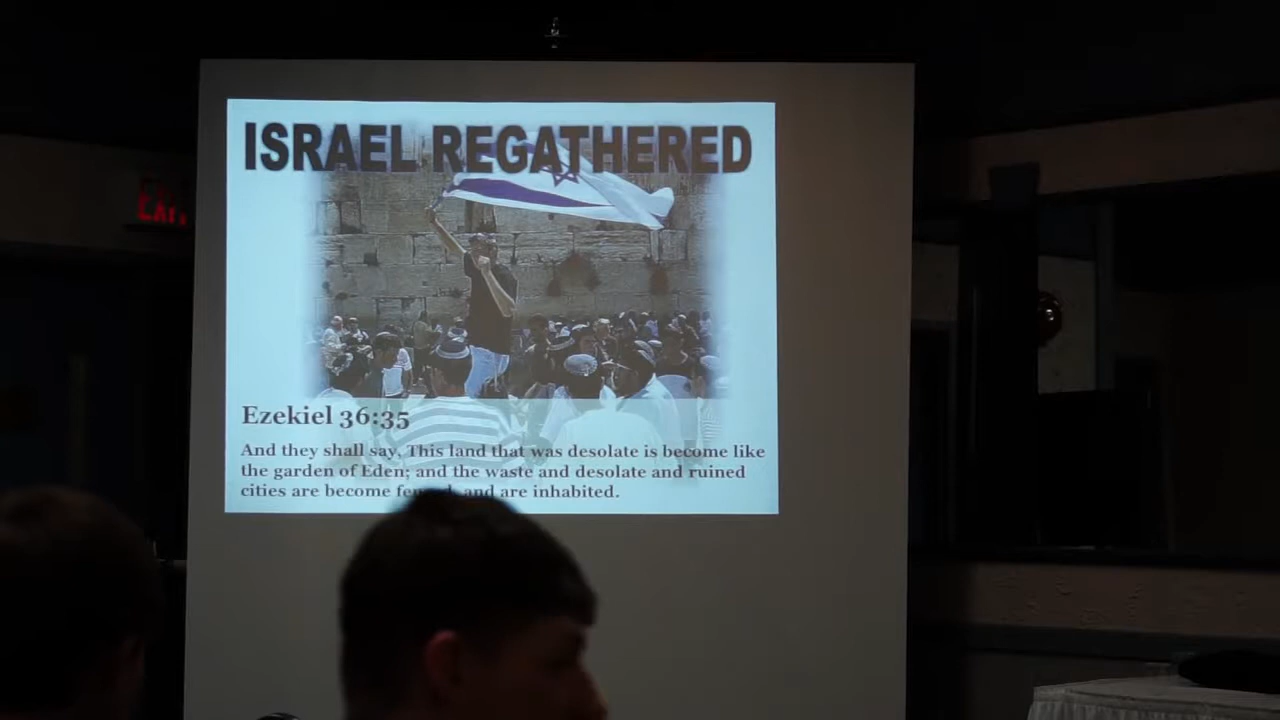 EXIT
ISRAEL REGATHERED
Ezekiel 36:35
And they shall say, This land that was desolate is become like
the garden of Eden; and the waste and desolate and ruined
cities are become and are inhabited.